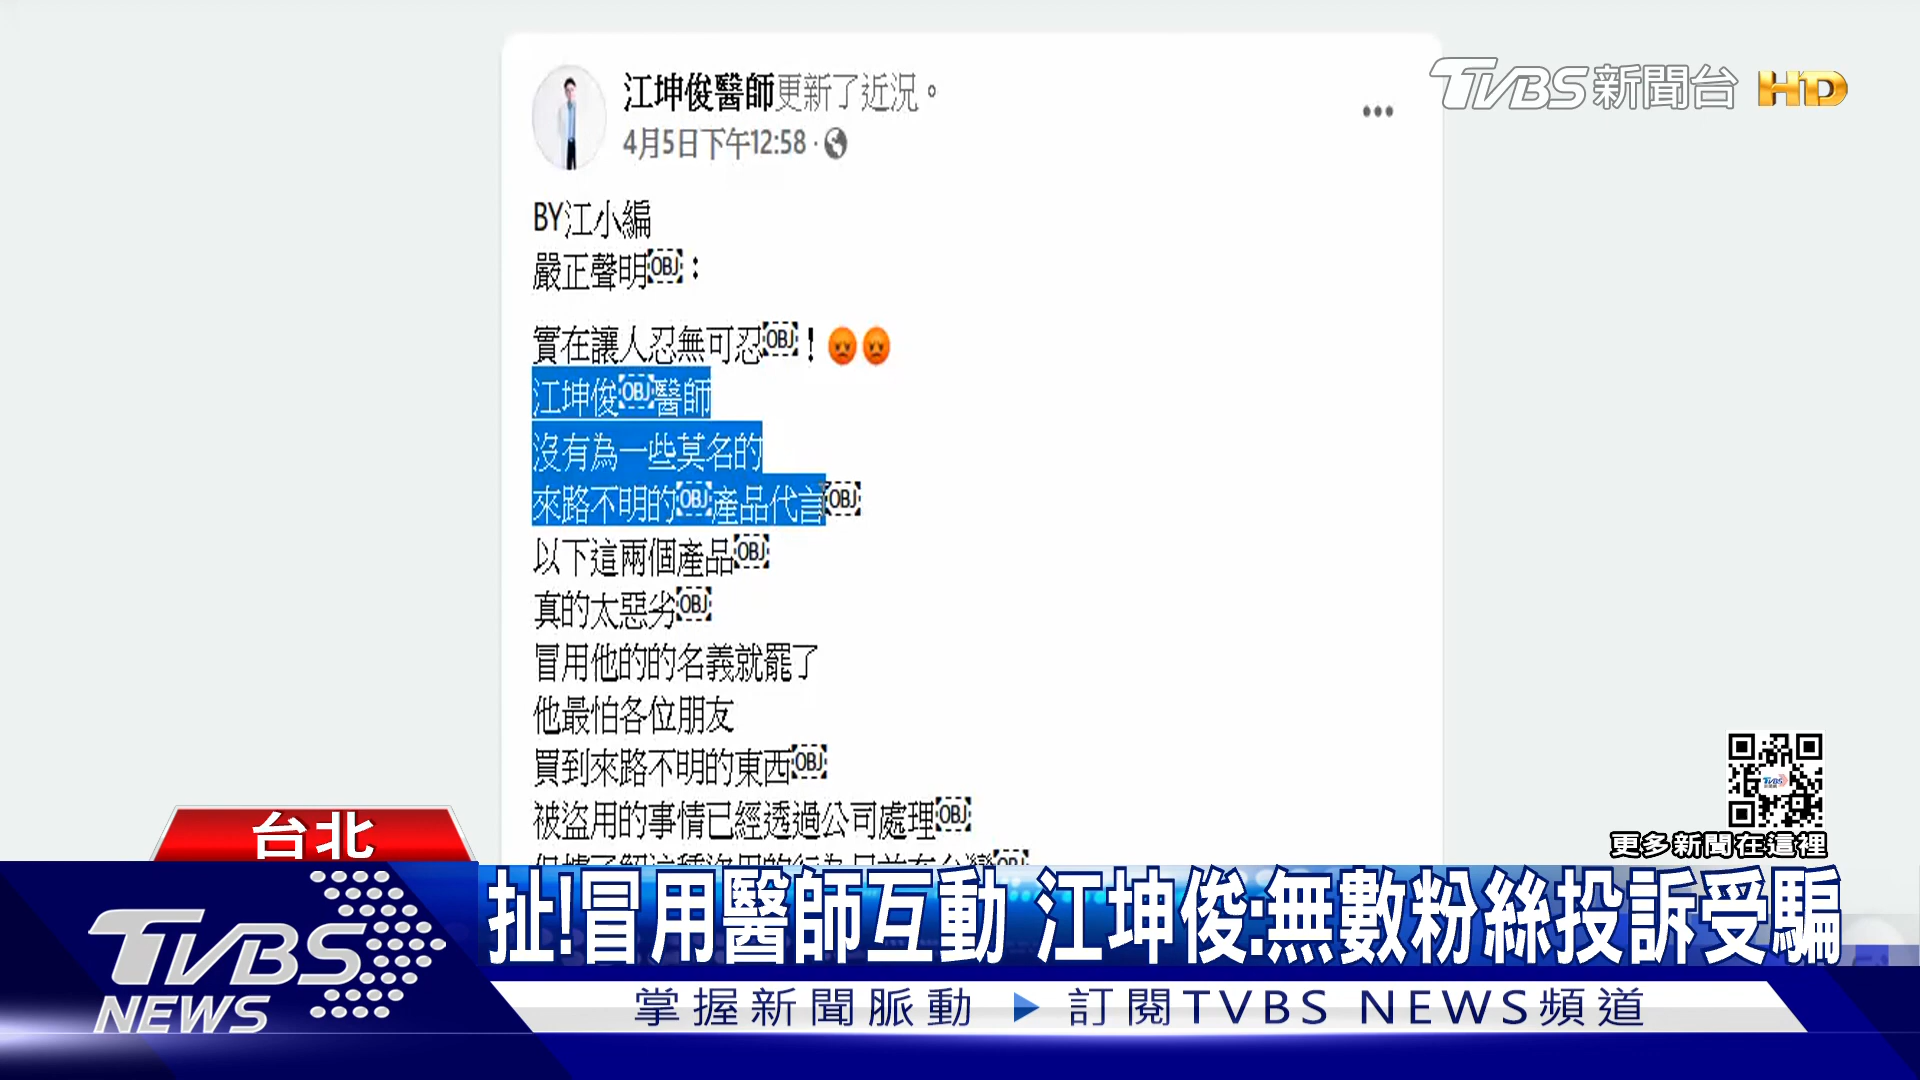 江坤俊醫師更新了近況。
4月5日下午12:58
TVBS新聞台 HD
BY江小編
嚴正聲明OBJ：
實在讓人忍無可忍OBJ！😡😡
江坤俊OBJ醫師
沒有為一些莫名的
來路不明的OBJ產品代言OBJ
以下這兩個產品OBJ
真的太惡劣OBJ
冒用他的的名義就罷了
他最怕各位朋友
買到來路不明的東西OBJ
被盜用的事情已經透過公司處理OBJ
TVBS
更多新聞在這裡
台北
扯!冒用醫師互動 江坤俊:無數粉絲投訴受騙
TVBS
NEWS
掌握新聞脈動 ▶ 訂閱TVBS NEWS頻道